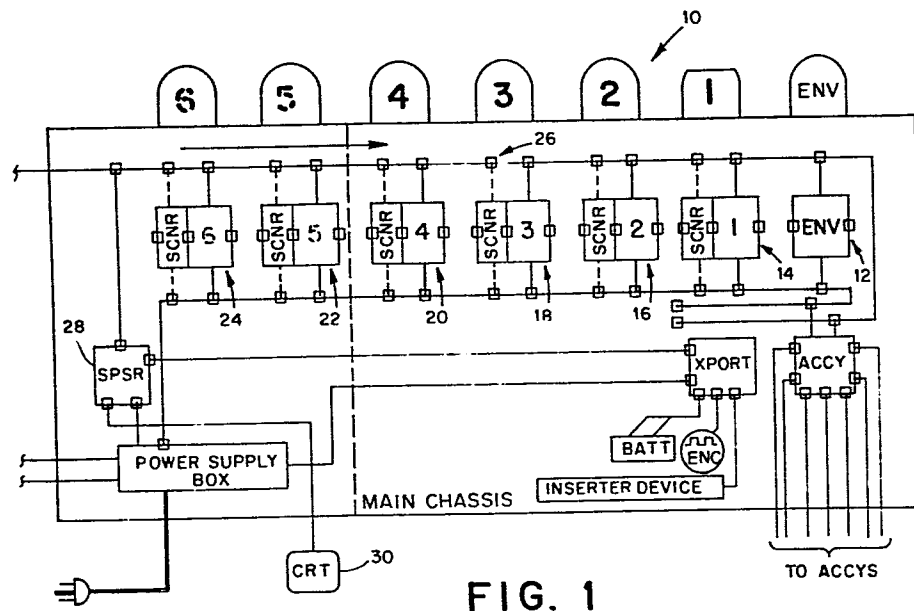 10
6 5 4 3 2 1 ENV
26
SCNR 6 SCNR 5 SCNR 4 SCNR 3 SCNR 2 SCNR 1 ENV
24 22 20 18 16 14 12
28
SPSR XPORT ACCY
BATT ENC
POWER SUPPLY
BOX
INSERTER DEVICE
MAIN CHASSIS
CRT 30
TO ACCYS
FIG. 1